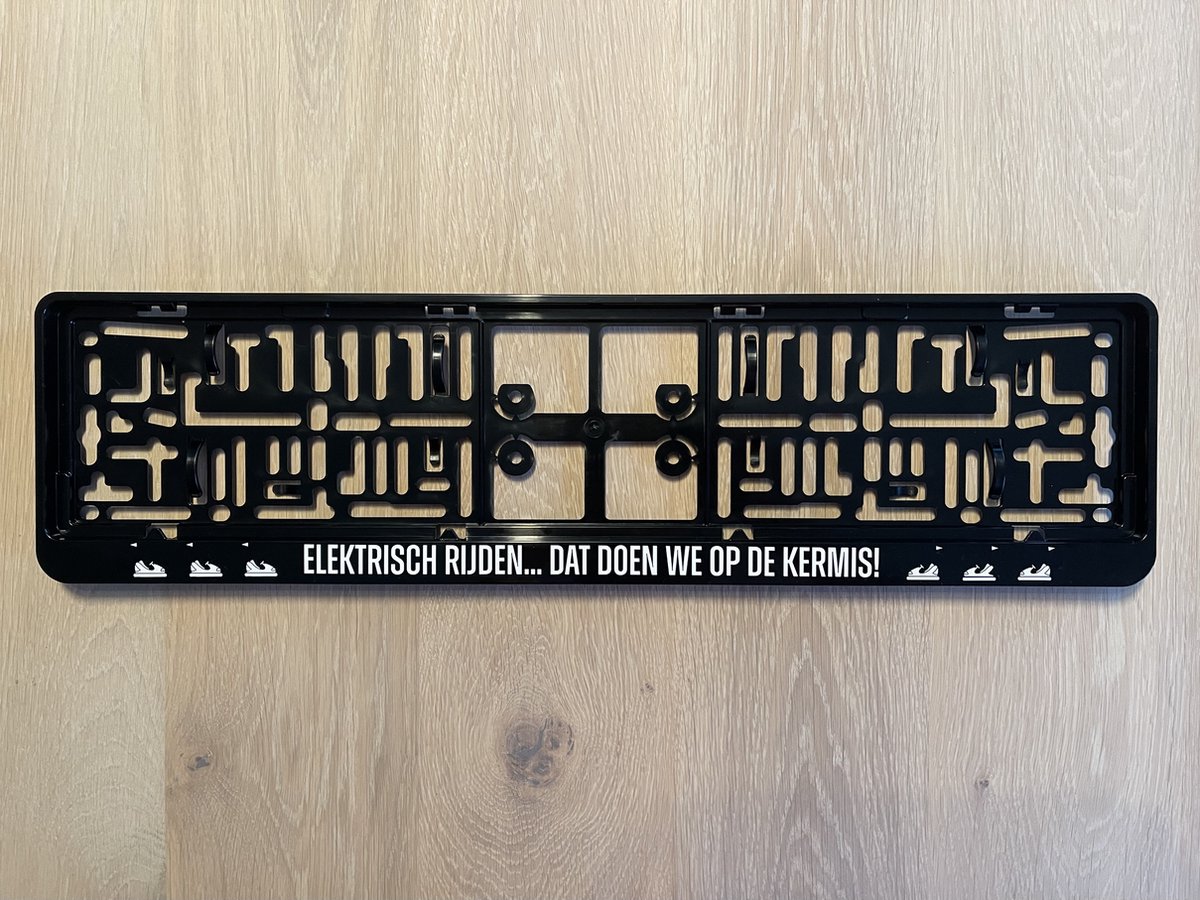 ELEKTRISCH RIJDEN... DAT DOEN WE OP DE KERMIS!